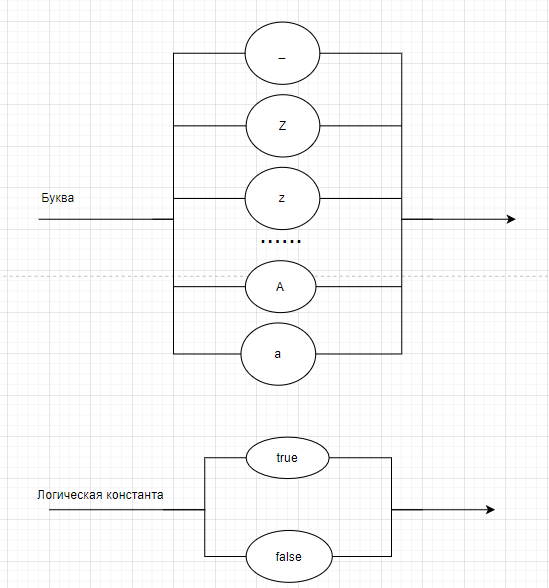 _
Z
Буква
z
......
A
a
true
Логическая константа
false